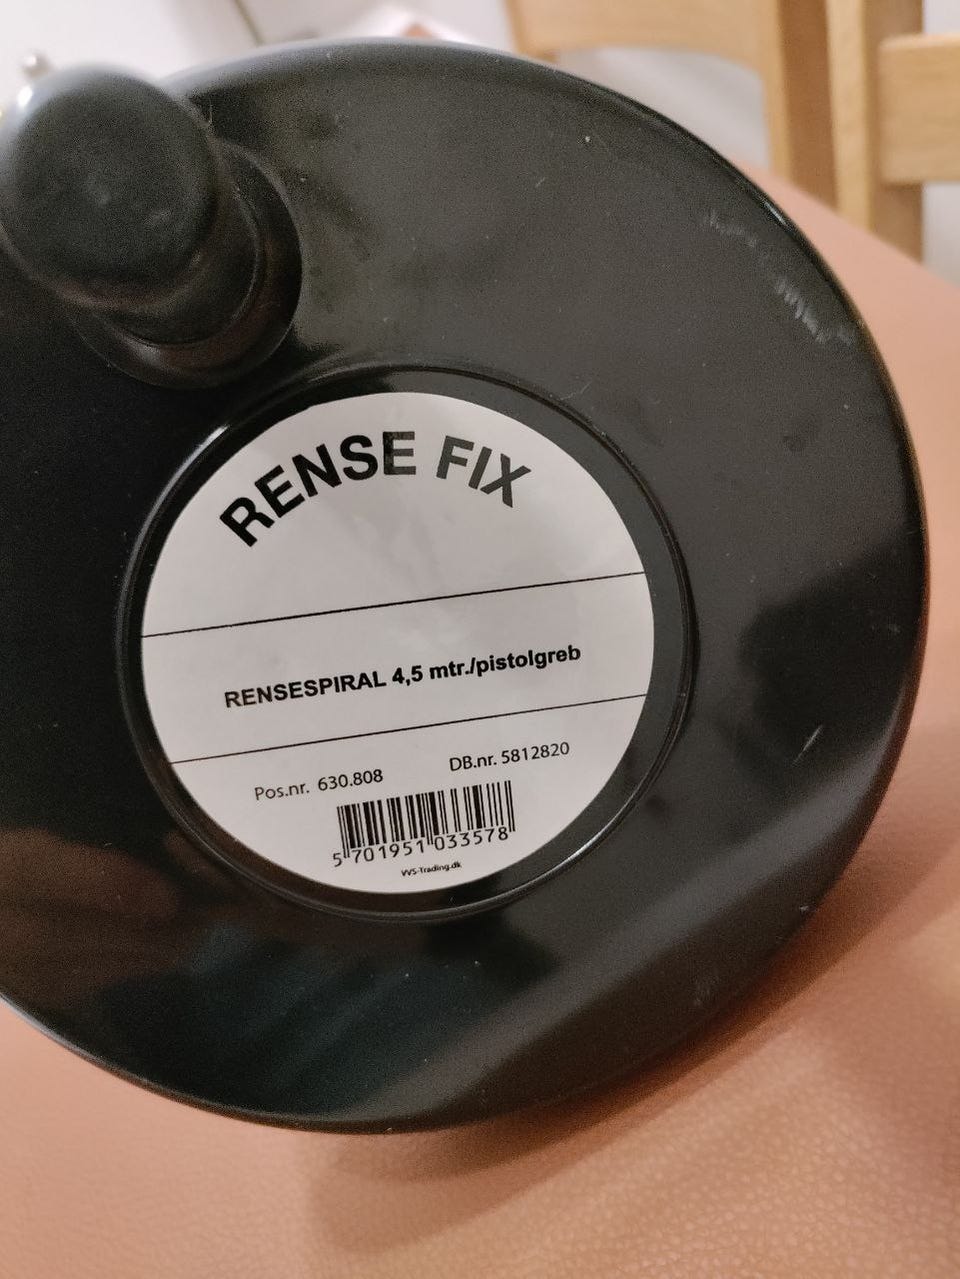 RENSE FIX
RENSESPIRAL 4,5 mtr./pistolgreb
Pos.nr. 630.808 DB.nr. 5812820
5 701951 033578
VVS-Trading.dk